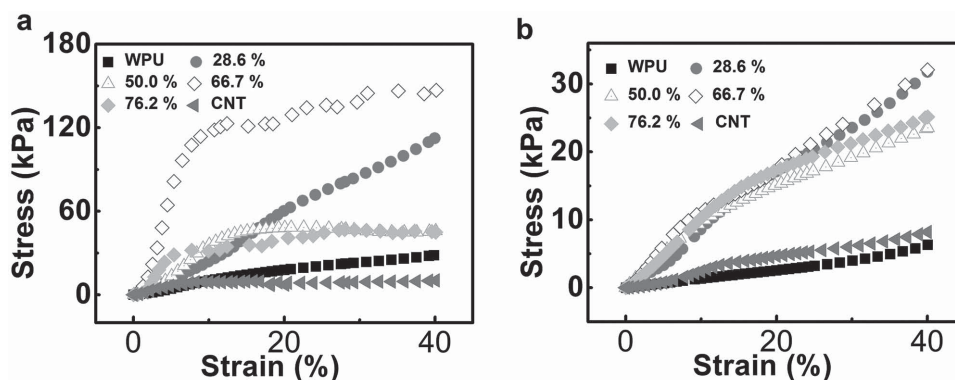 a
180
WPU 28.6 %
50.0 % 66.7 %
76.2 % CNT
120
60
0
Stress (kPa)
0 20 40
Strain (%)
b
WPU 28.6 %
50.0 % 66.7 %
76.2 % CNT
30
20
10
0
Stress (kPa)
0 20 40
Strain (%)